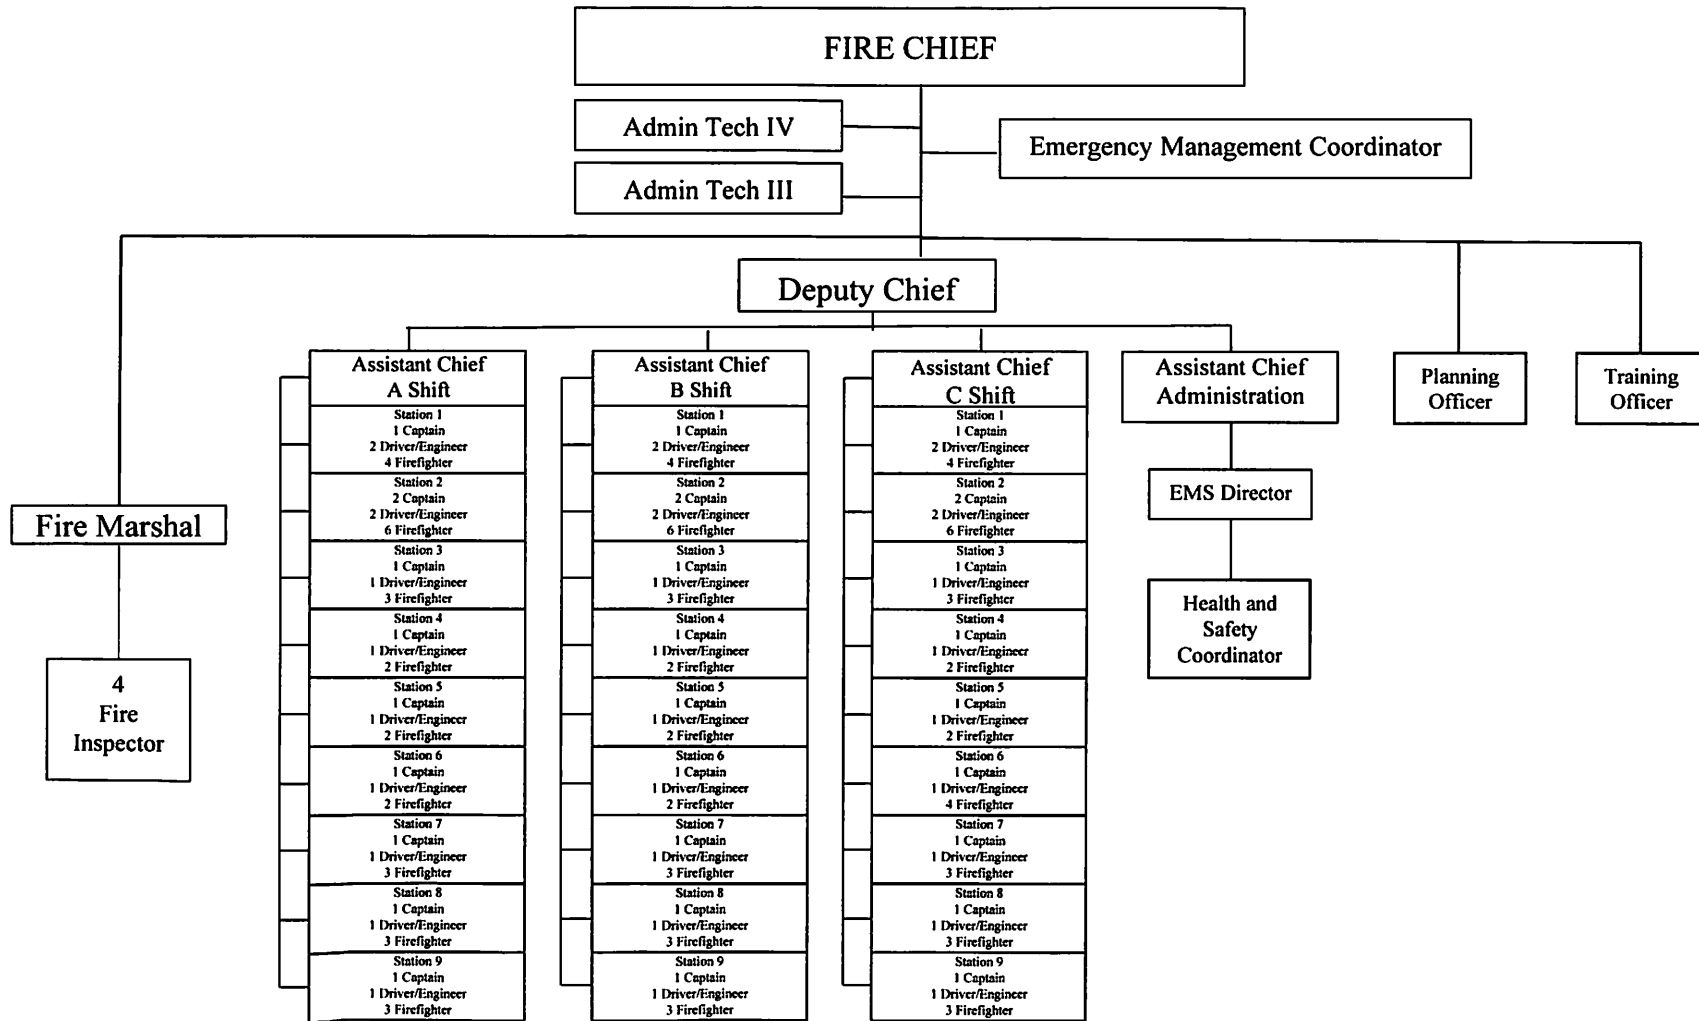 FIRE CHIEF
Admin Tech IV
Emergency Management Coordinator
Admin Tech III
Deputy Chief
Assistant Chief
A Shift
Station 1
1 Captain
2 Driver/Engineer
4 Firefighter
Station 2
2 Captain
2 Driver/Engineer
6 Firefighter
Station 3
1 Captain
1 Driver/Engineer
3 Firefighter
Station 4
1 Captain
1 Driver/Engineer
2 Firefighter
Station 5
1 Captain
1 Driver/Engineer
2 Firefighter
Station 6
1 Captain
1 Driver/Engineer
2 Firefighter
Station 7
1 Captain
1 Driver/Engineer
3 Firefighter
Station 8
1 Captain
1 Driver/Engineer
3 Firefighter
Station 9
1 Captain
1 Driver/Engineer
3 Firefighter
Assistant Chief
B Shift
Station 1
1 Captain
2 Driver/Engineer
4 Firefighter
Station 2
2 Captain
2 Driver/Engineer
6 Firefighter
Station 3
1 Captain
1 Driver/Engineer
3 Firefighter
Station 4
1 Captain
1 Driver/Engineer
2 Firefighter
Station 5
1 Captain
1 Driver/Engineer
2 Firefighter
Station 6
1 Captain
1 Driver/Engineer
2 Firefighter
Station 7
1 Captain
1 Driver/Engineer
3 Firefighter
Station 8
1 Captain
1 Driver/Engineer
3 Firefighter
Station 9
1 Captain
1 Driver/Engineer
3 Firefighter
Assistant Chief
C Shift
Station 1
1 Captain
2 Driver/Engineer
4 Firefighter
Station 2
2 Captain
2 Driver/Engineer
6 Firefighter
Station 3
1 Captain
1 Driver/Engineer
3 Firefighter
Station 4
1 Captain
1 Driver/Engineer
2 Firefighter
Station 5
1 Captain
1 Driver/Engineer
2 Firefighter
Station 6
1 Captain
1 Driver/Engineer
4 Firefighter
Station 7
1 Captain
1 Driver/Engineer
3 Firefighter
Station 8
1 Captain
1 Driver/Engineer
3 Firefighter
Station 9
1 Captain
1 Driver/Engineer
3 Firefighter
Assistant Chief
Administration
EMS Director
Health and
Safety
Coordinator
Planning
Officer
Training
Officer
Fire Marshal
4
Fire
Inspector